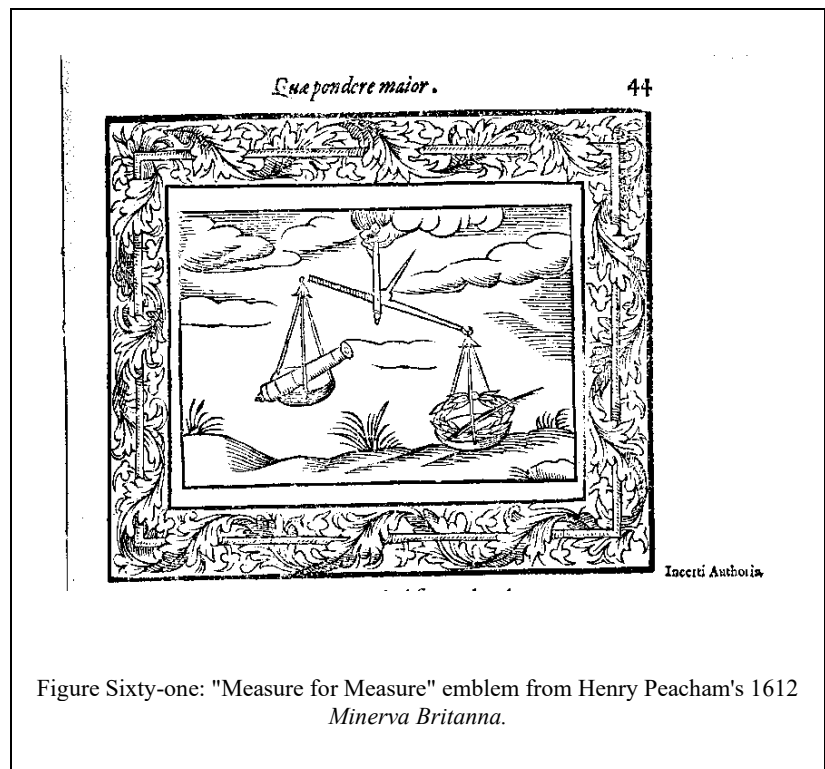 Quæ pondere maior.
44
Incerti Authoris.
Figure Sixty-one: "Measure for Measure" emblem from Henry Peacham's 1612
Minerva Britanna.